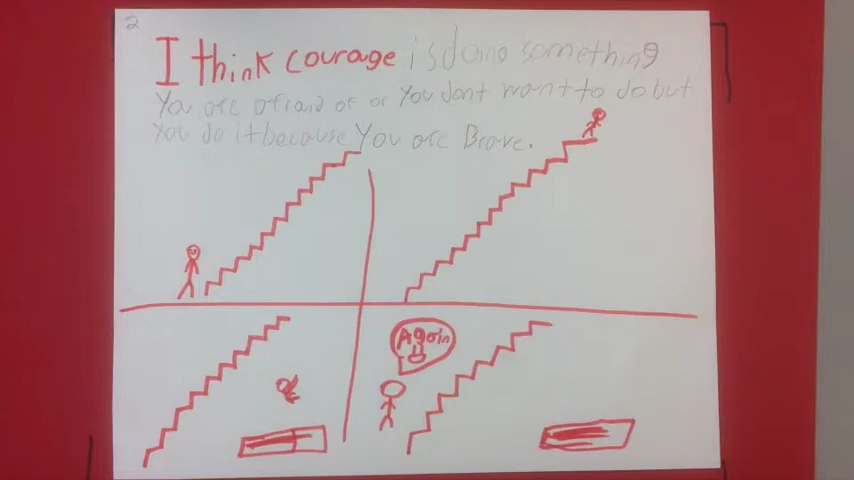 2
I think courage is doing something
You are afraid of or You dont want to do but
You do it because You are Brave.
Again!